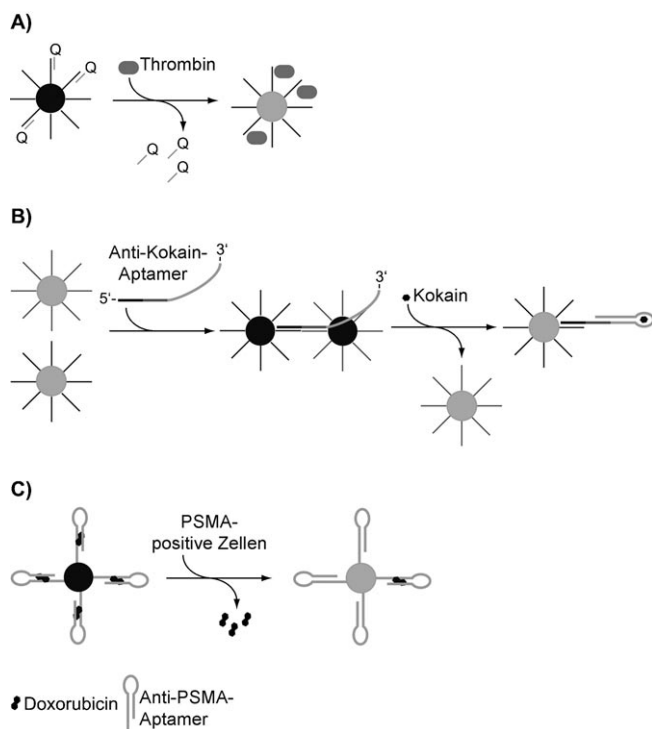 A)
Q
Q
Q
Thrombin
Q
Q
Q
B)
Anti-Kokain-
Aptamer
3'
5'-
3'
Kokain
C)
PSMA-
positive Zellen
Doxorubicin
Anti-PSMA-
Aptamer